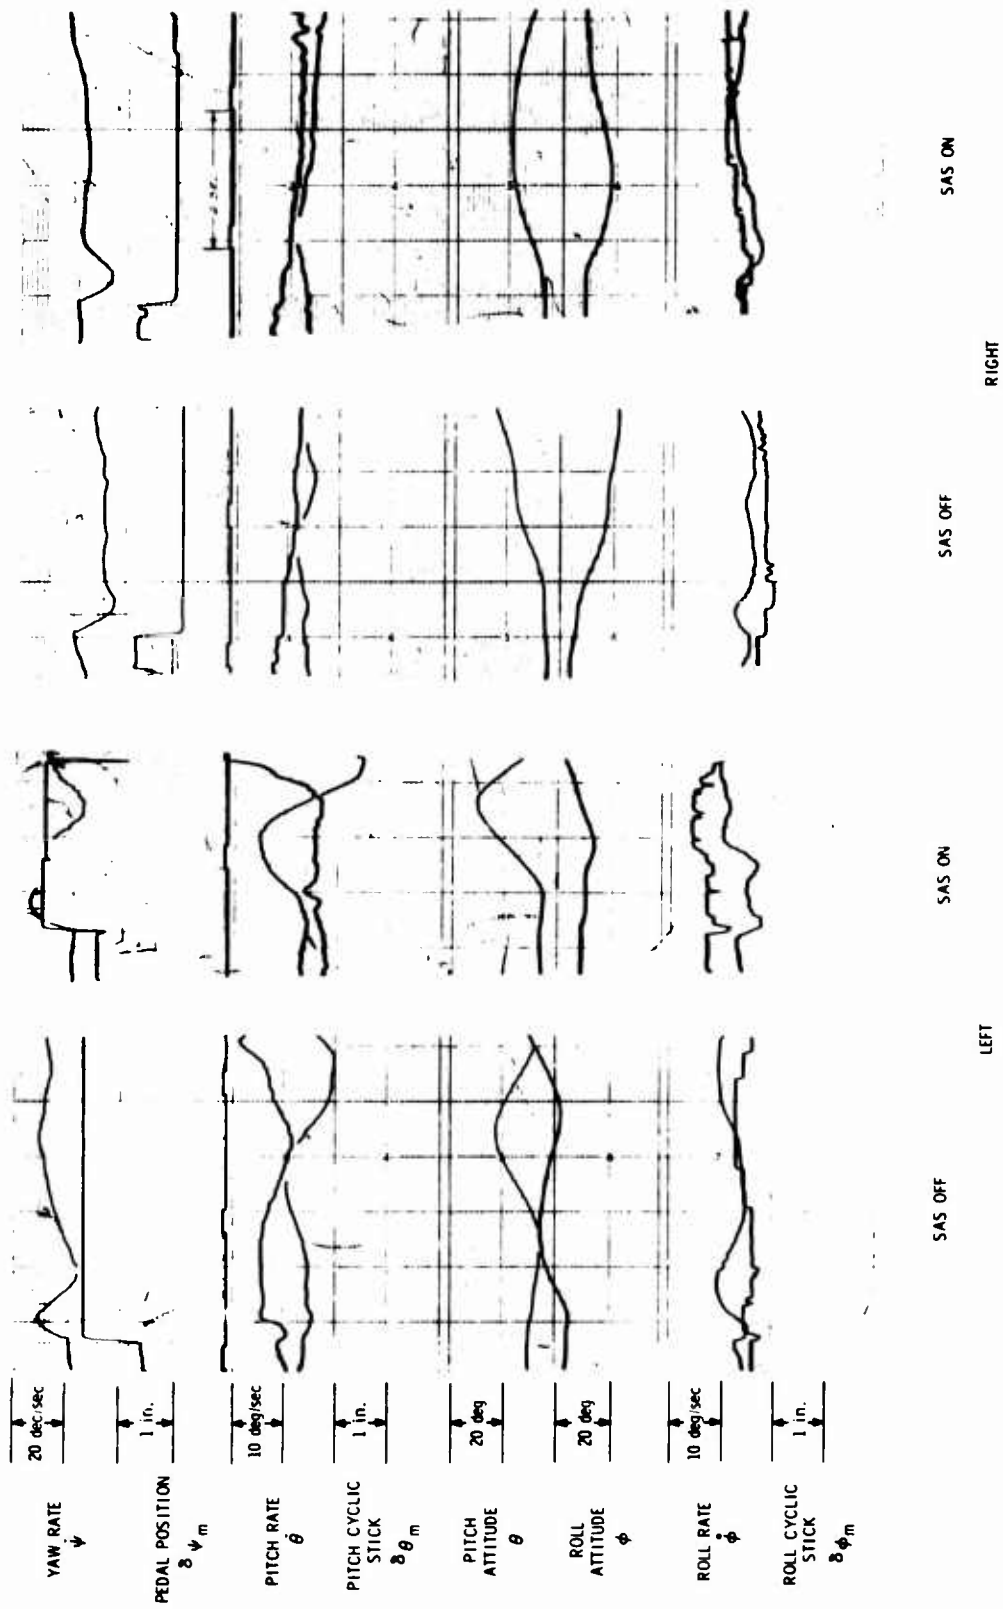 YAW RATE
ψ̇
20 dec/sec
PEDAL POSITION
δψm
1 in.
PITCH RATE
θ̇
10 deg/sec
PITCH CYCLIC
STICK
δθm
1 in.
PITCH
ATTITUDE
θ
20 deg
ROLL
ATTITUDE
φ
20 deg
ROLL RATE
φ̇
10 deg/sec
ROLL CYCLIC
STICK
δφm
1 in.
SAS OFF
SAS ON
SAS OFF
SAS ON
LEFT
RIGHT